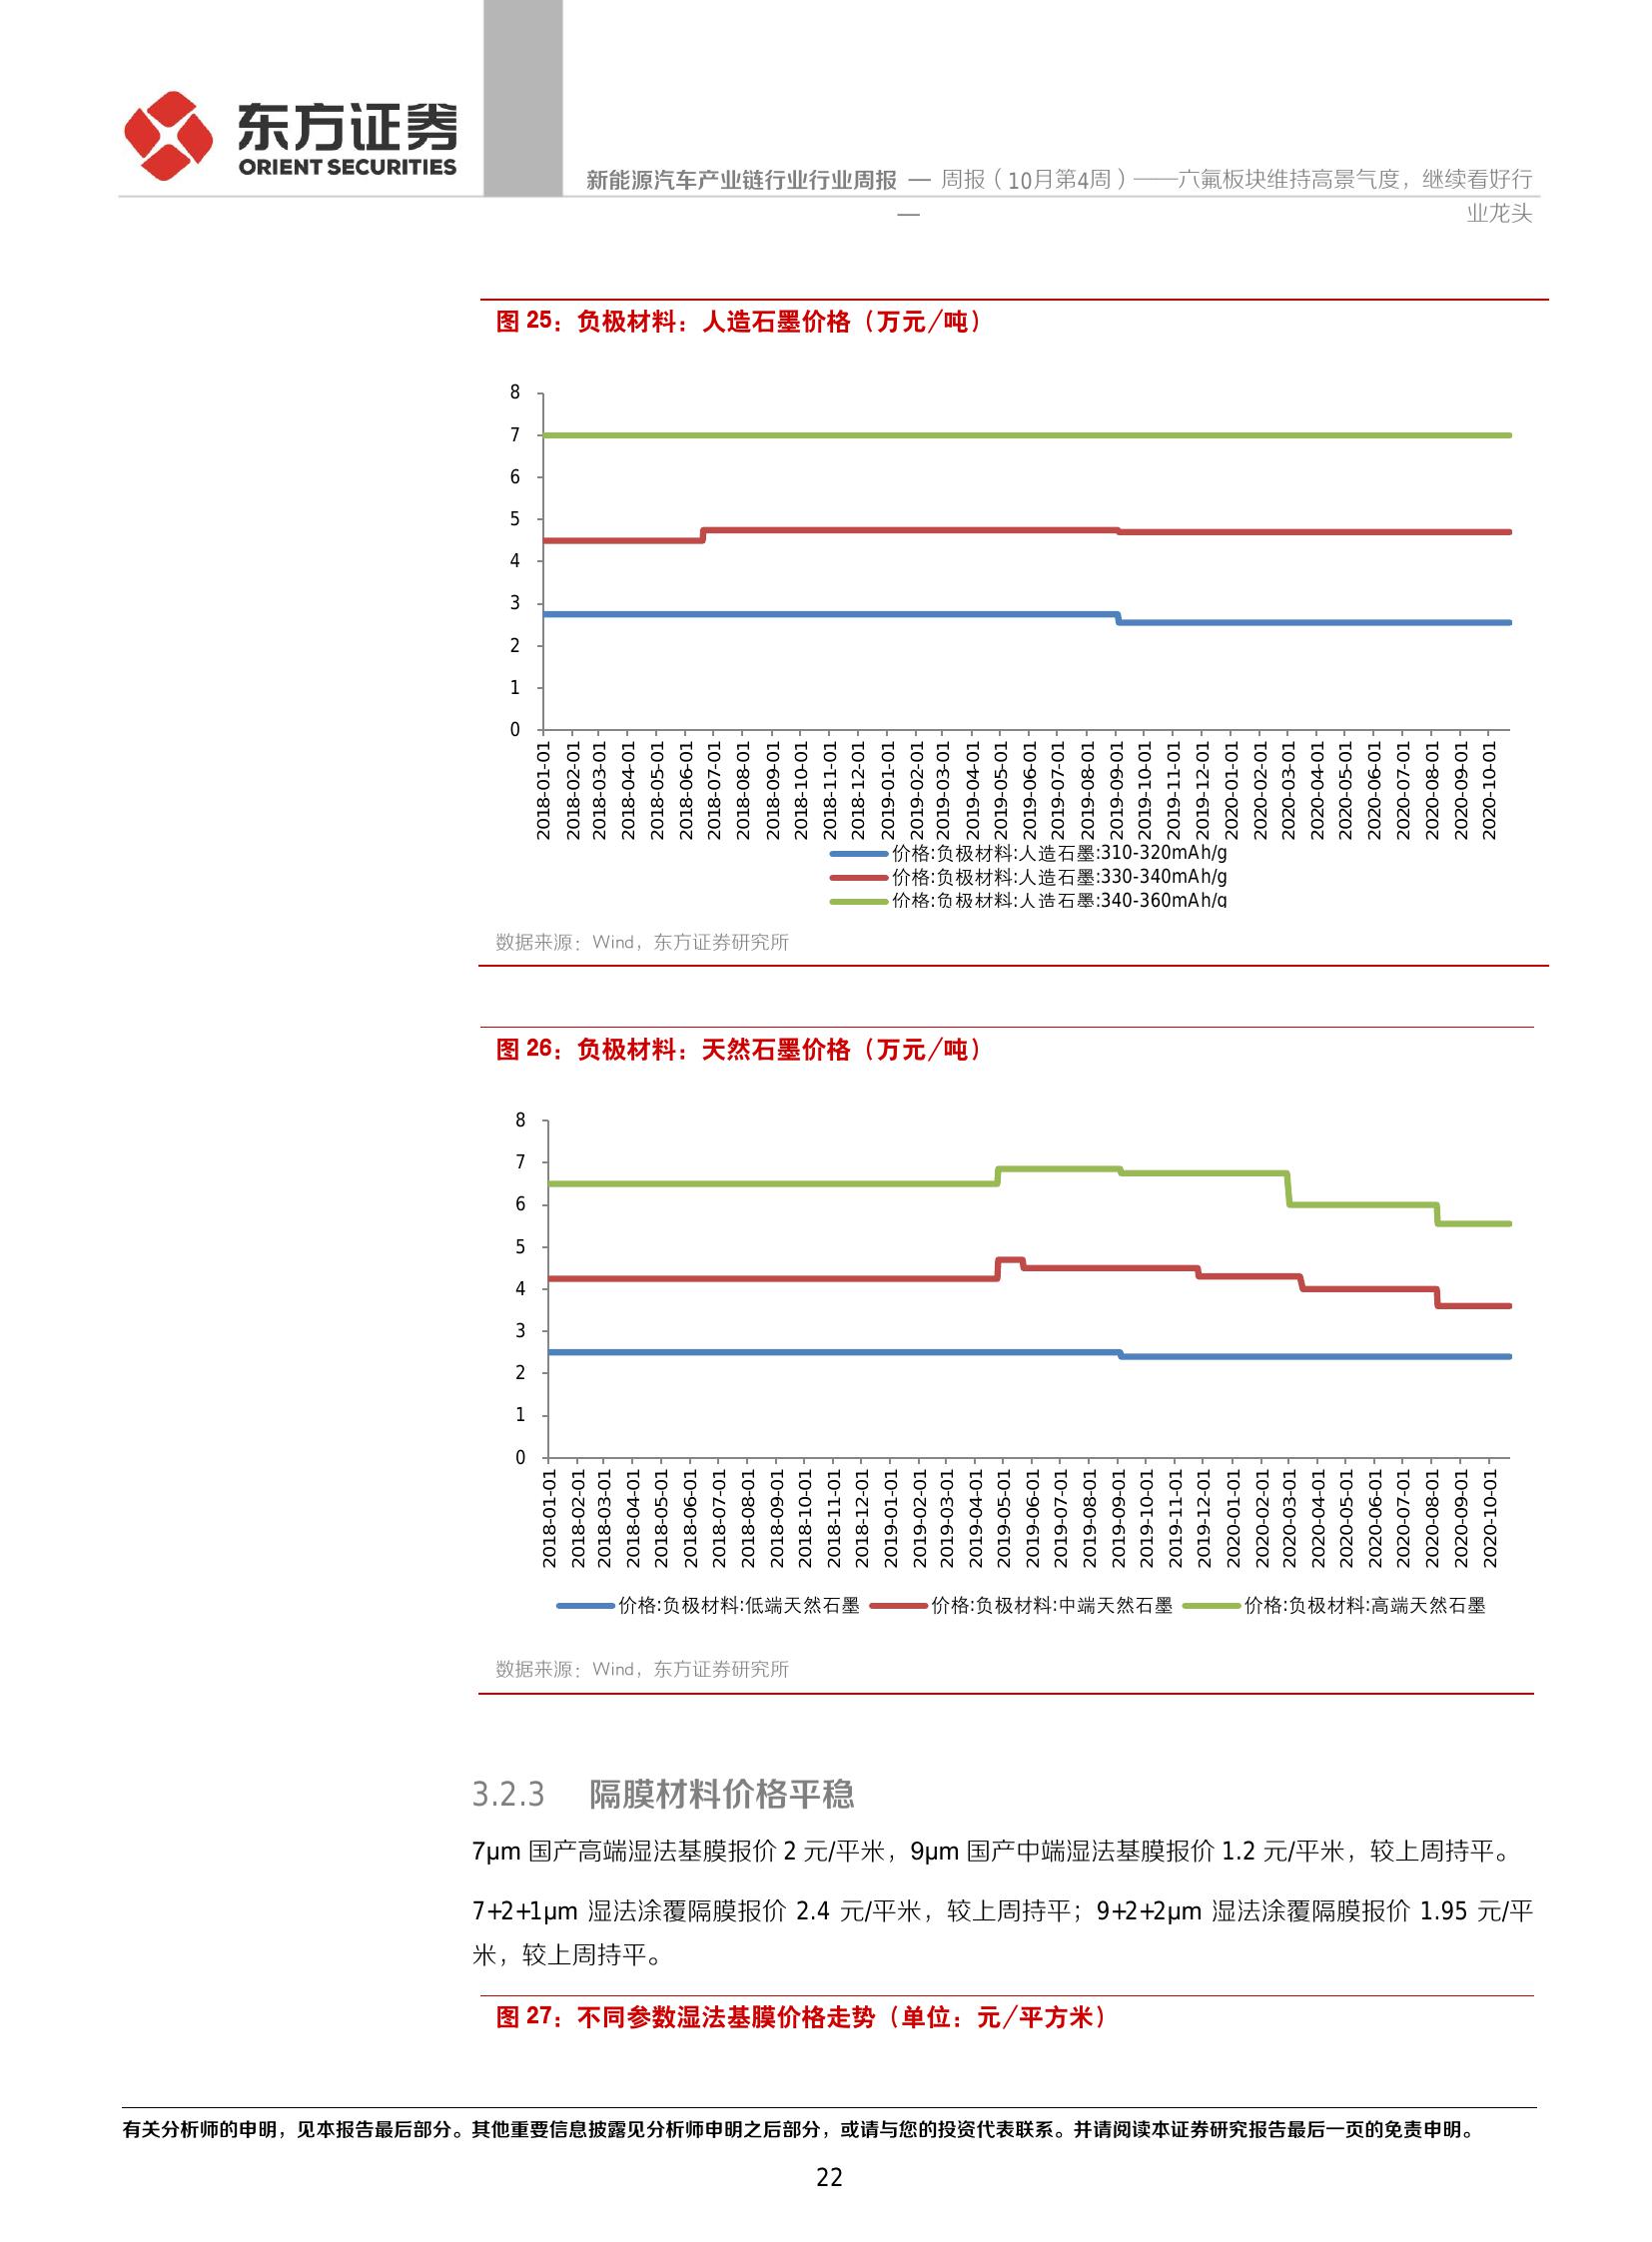 东方证券
ORIENT SECURITIES
新能源汽车产业链行业行业周报 — 周报（10月第4周）——六氟板块维持高景气度，继续看好行
— 业龙头
图 25：负极材料：人造石墨价格（万元/吨）
8
7
6
5
4
3
2
1
0
2018-01-01 2018-02-01 2018-03-01 2018-04-01 2018-05-01 2018-06-01 2018-07-01 2018-08-01 2018-09-01 2018-10-01 2018-11-01 2018-12-01 2019-01-01 2019-02-01 2019-03-01 2019-04-01 2019-05-01 2019-06-01 2019-07-01 2019-08-01 2019-09-01 2019-10-01 2019-11-01 2019-12-01 2020-01-01 2020-02-01 2020-03-01 2020-04-01 2020-05-01 2020-06-01 2020-07-01 2020-08-01 2020-09-01 2020-10-01
价格:负极材料:人造石墨:310-320mAh/g
价格:负极材料:人造石墨:330-340mAh/g
价格:负极材料:人造石墨:340-360mAh/g
数据来源：Wind，东方证券研究所
图 26：负极材料：天然石墨价格（万元/吨）
8
7
6
5
4
3
2
1
0
2018-01-01 2018-02-01 2018-03-01 2018-04-01 2018-05-01 2018-06-01 2018-07-01 2018-08-01 2018-09-01 2018-10-01 2018-11-01 2018-12-01 2019-01-01 2019-02-01 2019-03-01 2019-04-01 2019-05-01 2019-06-01 2019-07-01 2019-08-01 2019-09-01 2019-10-01 2019-11-01 2019-12-01 2020-01-01 2020-02-01 2020-03-01 2020-04-01 2020-05-01 2020-06-01 2020-07-01 2020-08-01 2020-09-01 2020-10-01
价格:负极材料:低端天然石墨 价格:负极材料:中端天然石墨 价格:负极材料:高端天然石墨
数据来源：Wind，东方证券研究所
3.2.3 隔膜材料价格平稳
7μm 国产高端湿法基膜报价 2 元/平米，9μm 国产中端湿法基膜报价 1.2 元/平米，较上周持平。
7+2+1μm 湿法涂覆隔膜报价 2.4 元/平米，较上周持平；9+2+2μm 湿法涂覆隔膜报价 1.95 元/平
米，较上周持平。
图 27：不同参数湿法基膜价格走势（单位：元/平方米）
有关分析师的申明，见本报告最后部分。其他重要信息披露见分析师申明之后部分，或请与您的投资代表联系。并请阅读本证券研究报告最后一页的免责申明。
22